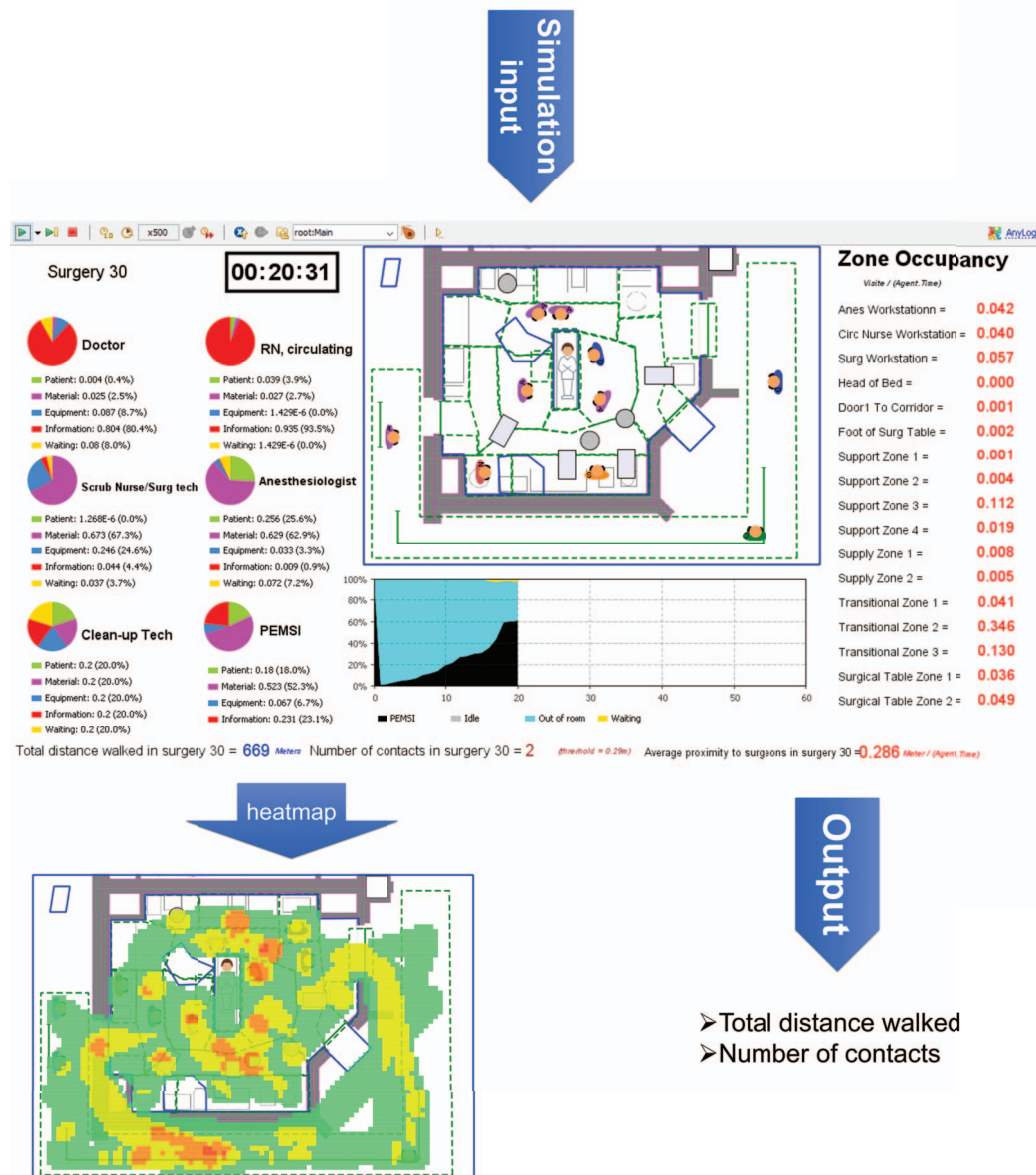 Simulation
input
x500
root:Main
AnyLog
Surgery 30
00:20:31
Doctor
Patient: 0.004 (0.4%)
Material: 0.025 (2.5%)
Equipment: 0.087 (8.7%)
Information: 0.804 (80.4%)
Waiting: 0.08 (8.0%)
RN, circulating
Patient: 0.039 (3.9%)
Material: 0.027 (2.7%)
Equipment: 1.429E-6 (0.0%)
Information: 0.935 (93.5%)
Waiting: 1.429E-6 (0.0%)
Scrub Nurse/Surg tech
Patient: 1.268E-6 (0.0%)
Material: 0.673 (67.3%)
Equipment: 0.246 (24.6%)
Information: 0.044 (4.4%)
Waiting: 0.037 (3.7%)
Anesthesiologist
Patient: 0.256 (25.6%)
Material: 0.629 (62.9%)
Equipment: 0.033 (3.3%)
Information: 0.009 (0.9%)
Waiting: 0.072 (7.2%)
Clean-up Tech
Patient: 0.2 (20.0%)
Material: 0.2 (20.0%)
Equipment: 0.2 (20.0%)
Information: 0.2 (20.0%)
Waiting: 0.2 (20.0%)
PEMSI
Patient: 0.18 (18.0%)
Material: 0.523 (52.3%)
Equipment: 0.067 (6.7%)
Information: 0.231 (23.1%)
100%
80%
60%
40%
20%
0%
0 10 20 30 40 50 60
PEMSI Idle Out of room Waiting
Zone Occupancy
Visite / (Agent.Time)
Anes Workstationn = 0.042
Circ Nurse Workstation = 0.040
Surg Workstation = 0.057
Head of Bed = 0.000
Door1 To Corridor = 0.001
Foot of Surg Table = 0.002
Support Zone 1 = 0.001
Support Zone 2 = 0.004
Support Zone 3 = 0.112
Support Zone 4 = 0.019
Supply Zone 1 = 0.008
Supply Zone 2 = 0.005
Transitional Zone 1 = 0.041
Transitional Zone 2 = 0.346
Transitional Zone 3 = 0.130
Surgical Table Zone 1 = 0.036
Surgical Table Zone 2 = 0.049
Total distance walked in surgery 30 = 669 Meters Number of contacts in surgery 30 = 2 (threshold = 0.29m) Average proximity to surgeons in surgery 30 =0.286 Meter / (Agent.Time)
heatmap
Output
➢Total distance walked
➢Number of contacts